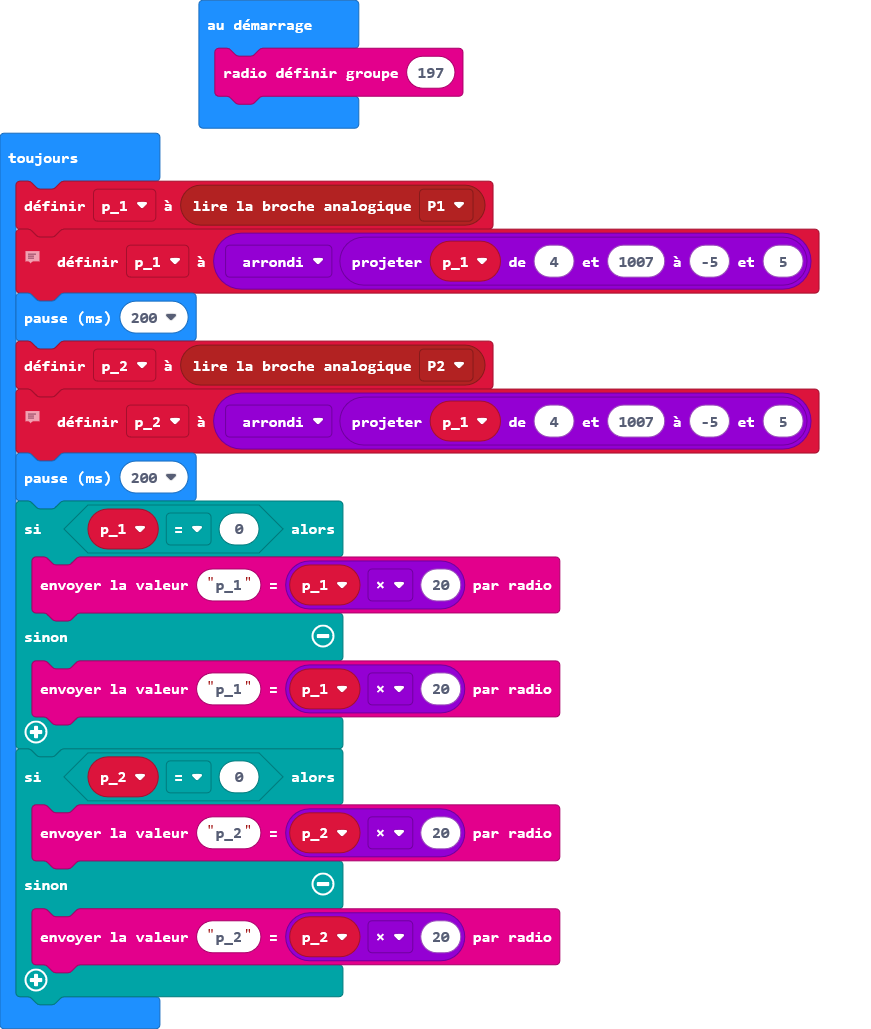 au démarrage
radio définir groupe 197
toujours
définir p_1 à lire la broche analogique P1
définir p_1 à arrondi projeter p_1 de 4 et 1007 à -5 et 5
pause (ms) 200
définir p_2 à lire la broche analogique P2
définir p_2 à arrondi projeter p_1 de 4 et 1007 à -5 et 5
pause (ms) 200
si p_1 = 0 alors
envoyer la valeur "p_1" = p_1 × 20 par radio
sinon
envoyer la valeur "p_1" = p_1 × 20 par radio
si p_2 = 0 alors
envoyer la valeur "p_2" = p_2 × 20 par radio
sinon
envoyer la valeur "p_2" = p_2 × 20 par radio